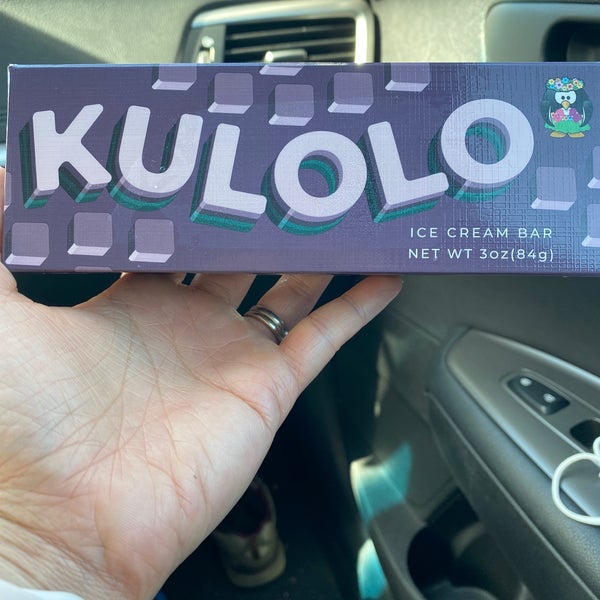 KULOLO
ICE CREAM BAR
NET WT 3oz(84g)